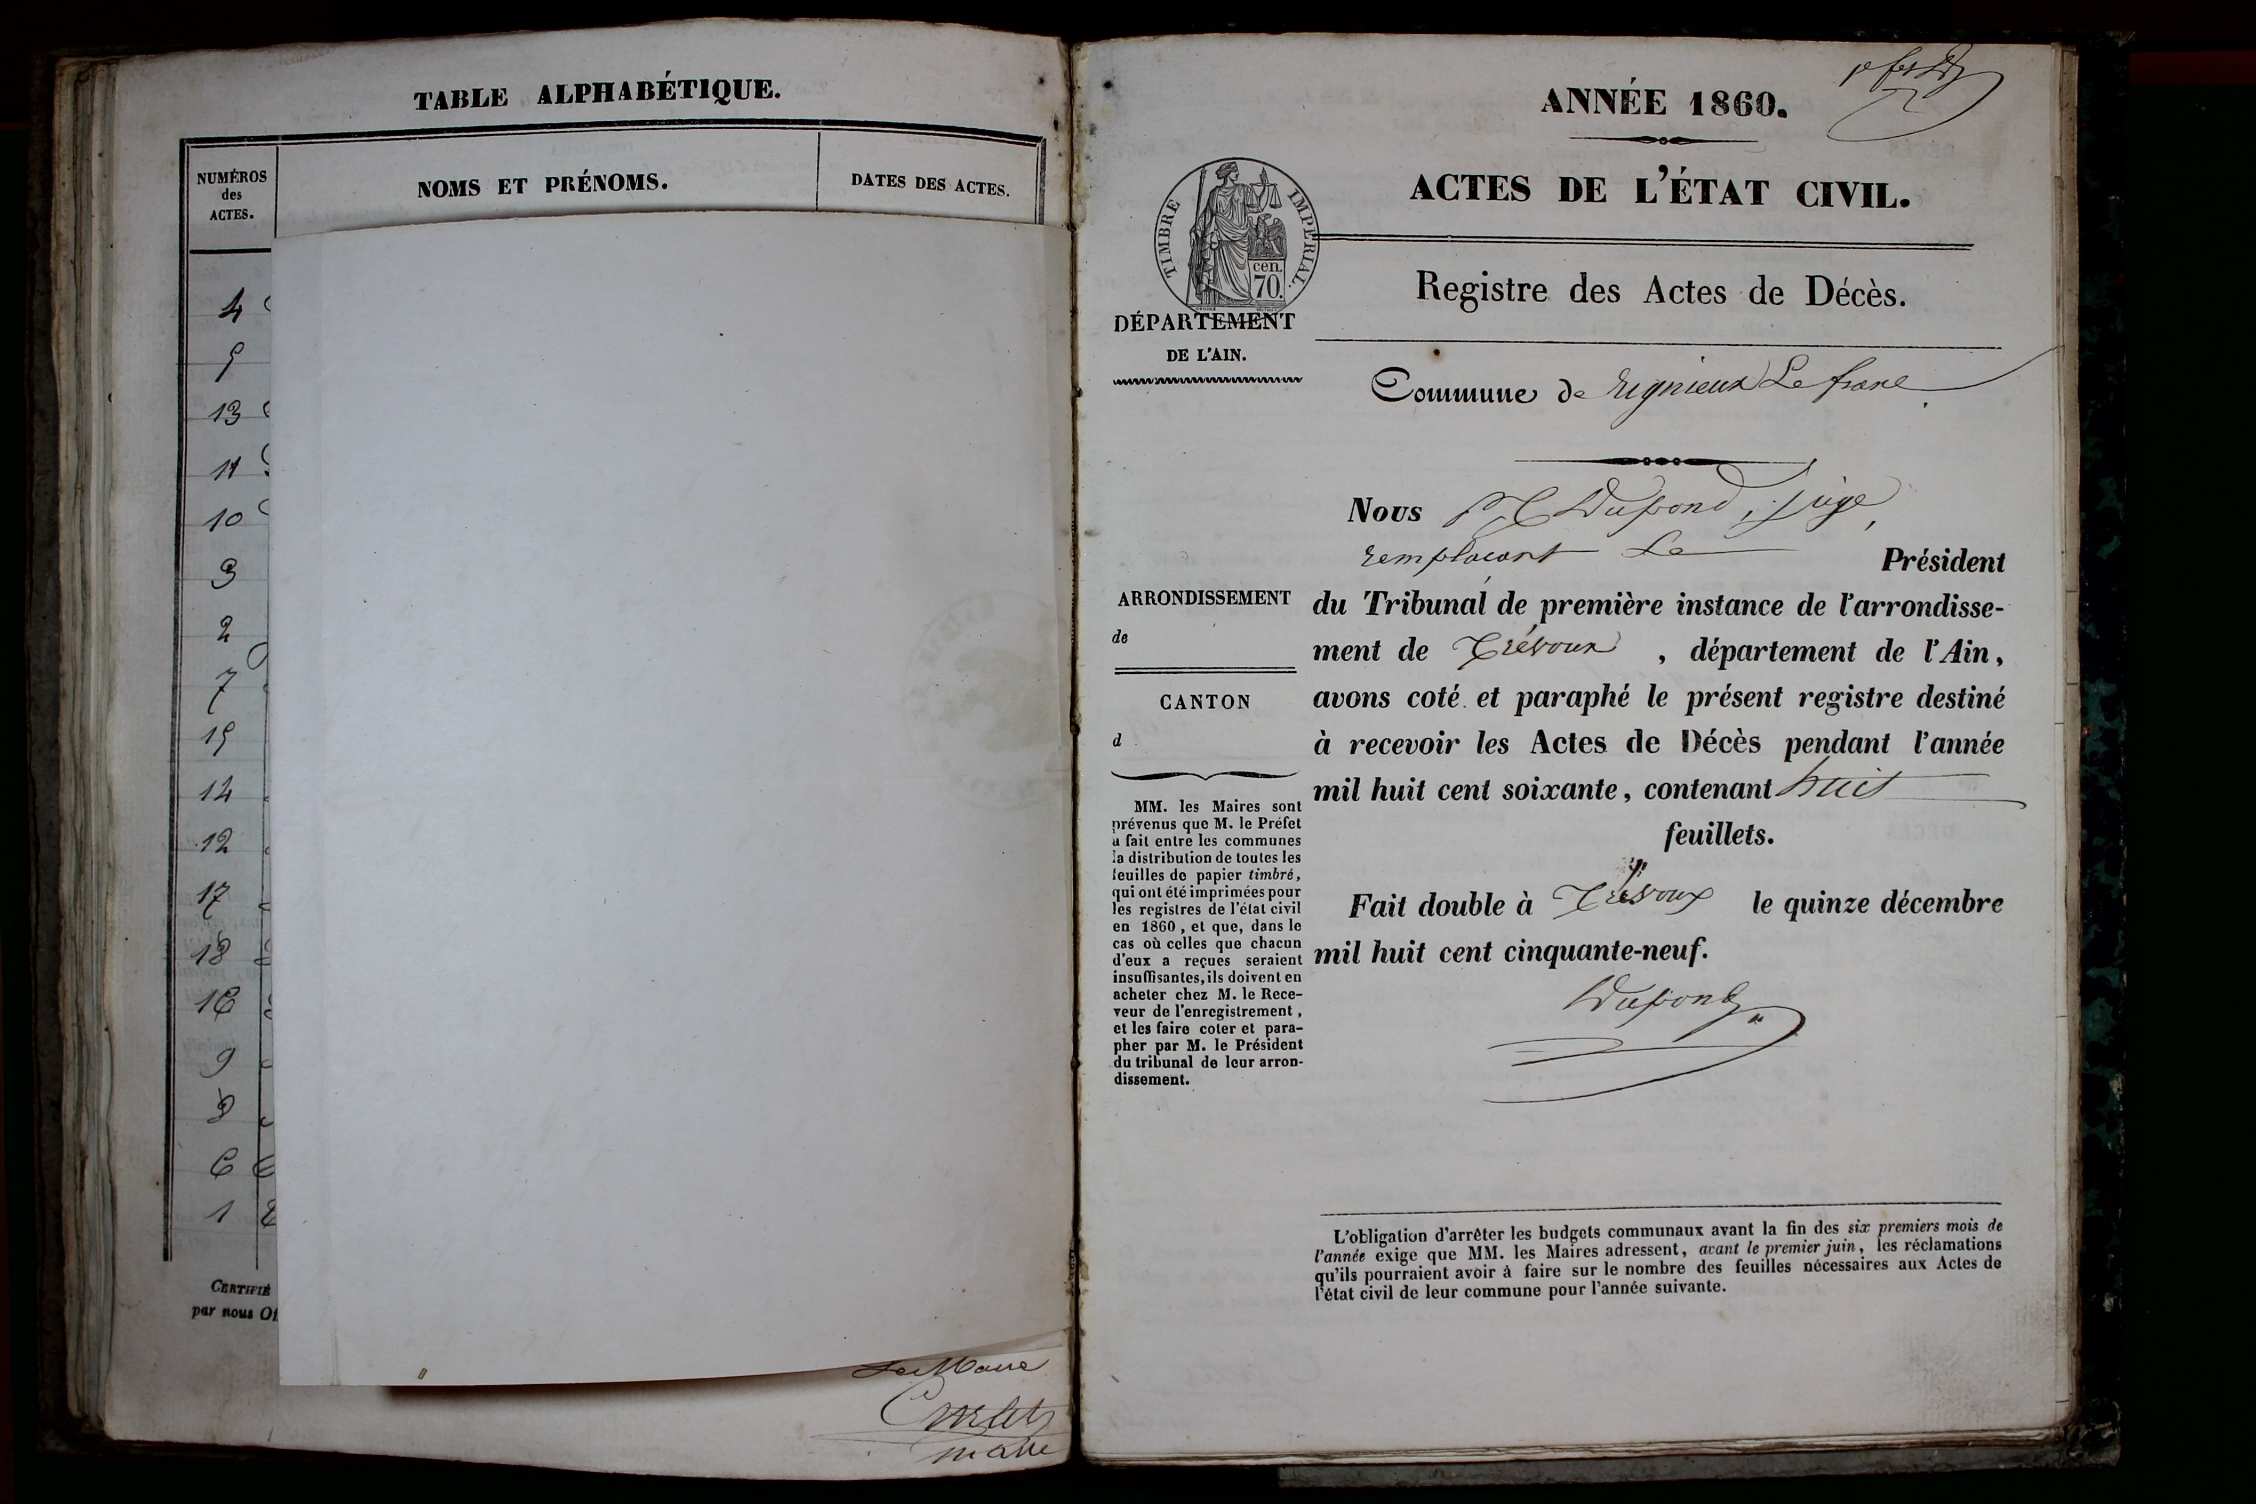 TABLE ALPHABÉTIQUE.
NUMÉROS
des
ACTES.
NOMS ET PRÉNOMS.
DATES DES ACTES.
4
5
13
11
10
3
2
7
15
14
12
17
18
16
9
6
1
CERTIFIÉ
par nous Of
Le Maire
maire
ANNÉE 1860.
ACTES DE L'ÉTAT CIVIL.
TIMBRE IMPÉRIAL.
cen.
70.
Registre des Actes de Décès.
DÉPARTEMENT
DE L'AIN.
Commune de Rignieux Le franc
Nous Dupond, juge,
remplacant Le Président
du Tribunal de première instance de l'arrondisse-
ment de Trévoux, département de l'Ain,
avons coté et paraphé le présent registre destiné
à recevoir les Actes de Décès pendant l'année
mil huit cent soixante, contenant huit
feuillets.
Fait double à Trévoux le quinze décembre
mil huit cent cinquante-neuf.
Dupond
ARRONDISSEMENT
de
CANTON
d
MM. les Maires sont
prévenus que M. le Préfet
a fait entre les communes
la distribution de toutes les
feuilles de papier timbré,
qui ont été imprimées pour
les registres de l'état civil
en 1860, et que, dans le
cas où celles que chacun
d'eux a reçues seraient
insuffisantes, ils doivent en
acheter chez M. le Rece-
veur de l'enregistrement,
et les faire coter et para-
pher par M. le Président
du tribunal de leur arron-
dissement.
L'obligation d'arrêter les budgets communaux avant la fin des six premiers mois de
l'année exige que MM. les Maires adressent, avant le premier juin, les réclamations
qu'ils pourraient avoir à faire sur le nombre des feuilles nécessaires aux Actes de
l'état civil de leur commune pour l'année suivante.